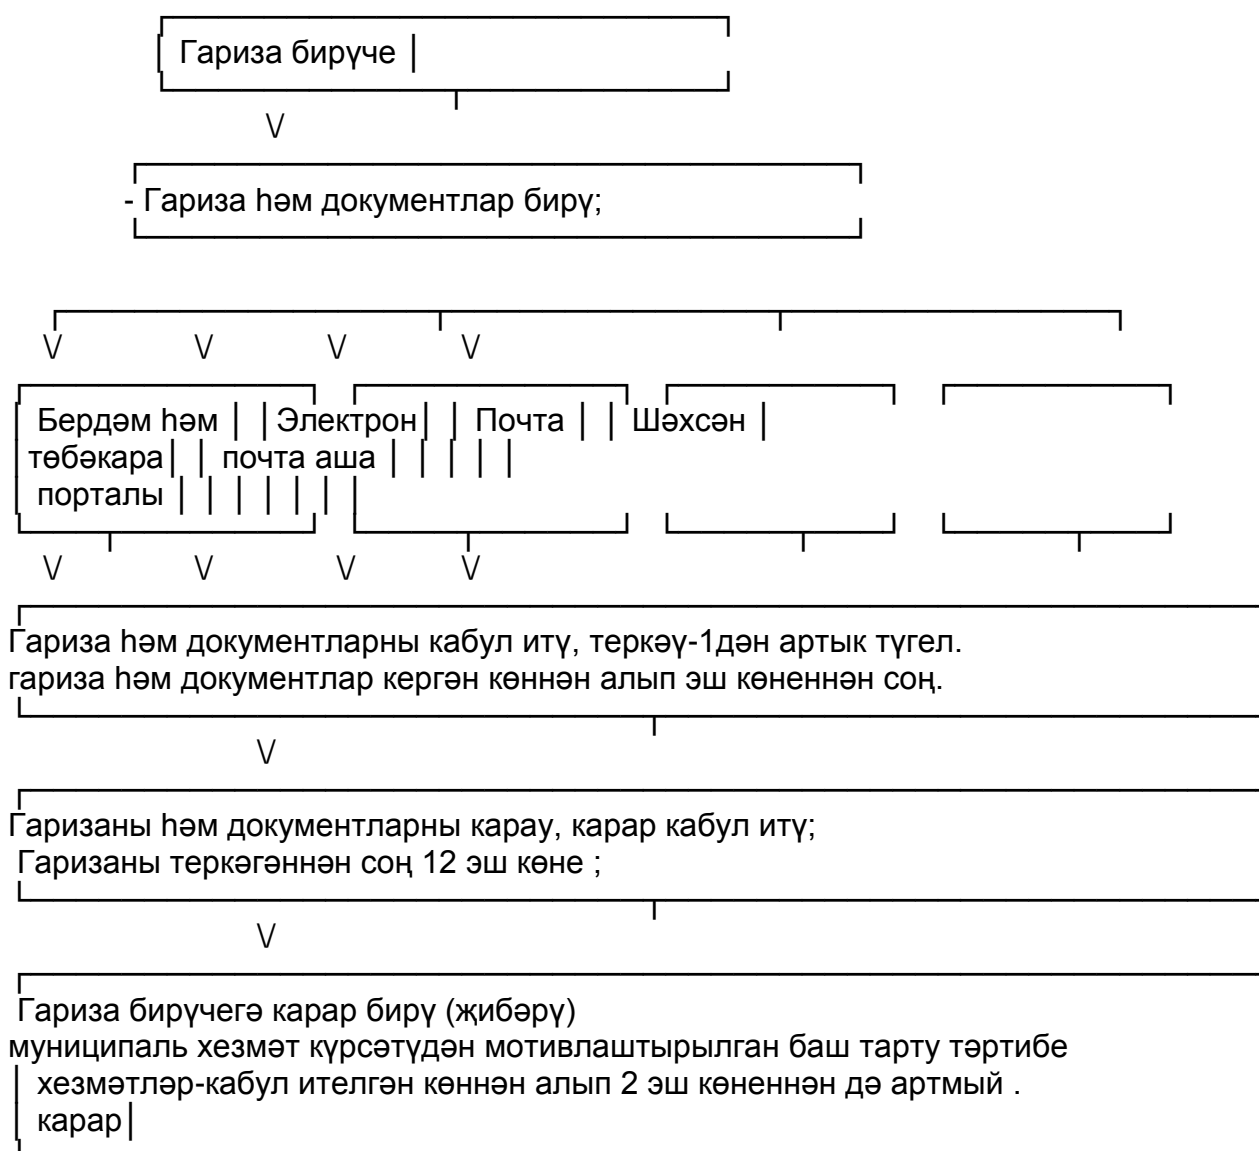 Гариза бирүче
\/
- Гариза һәм документлар бирү;
\/ \/ \/ \/
│ Бердәм һәм │ │Электрон│ │ Почта │ │ Шәхсән │
│төбәкара│ │ почта аша │ │ │ │ │
│ порталы │ │ │ │ │ │ │
\/ \/ \/ \/
Гариза һәм документларны кабул итү, теркәү-1дән артык түгел.
гариза һәм документлар кергән көннән алып эш көненнән соң.
\/
Гаризаны һәм документларны карау, карар кабул итү;
Гаризаны теркәгәннән соң 12 эш көне ;
\/
Гариза бирүчегә карар бирү (җибәрү)
муниципаль хезмәт күрсәтүдән мотивлаштырылган баш тарту тәртибе
│ хезмәтләр-кабул ителгән көннән алып 2 эш көненнән дә артмый .
│ карар│